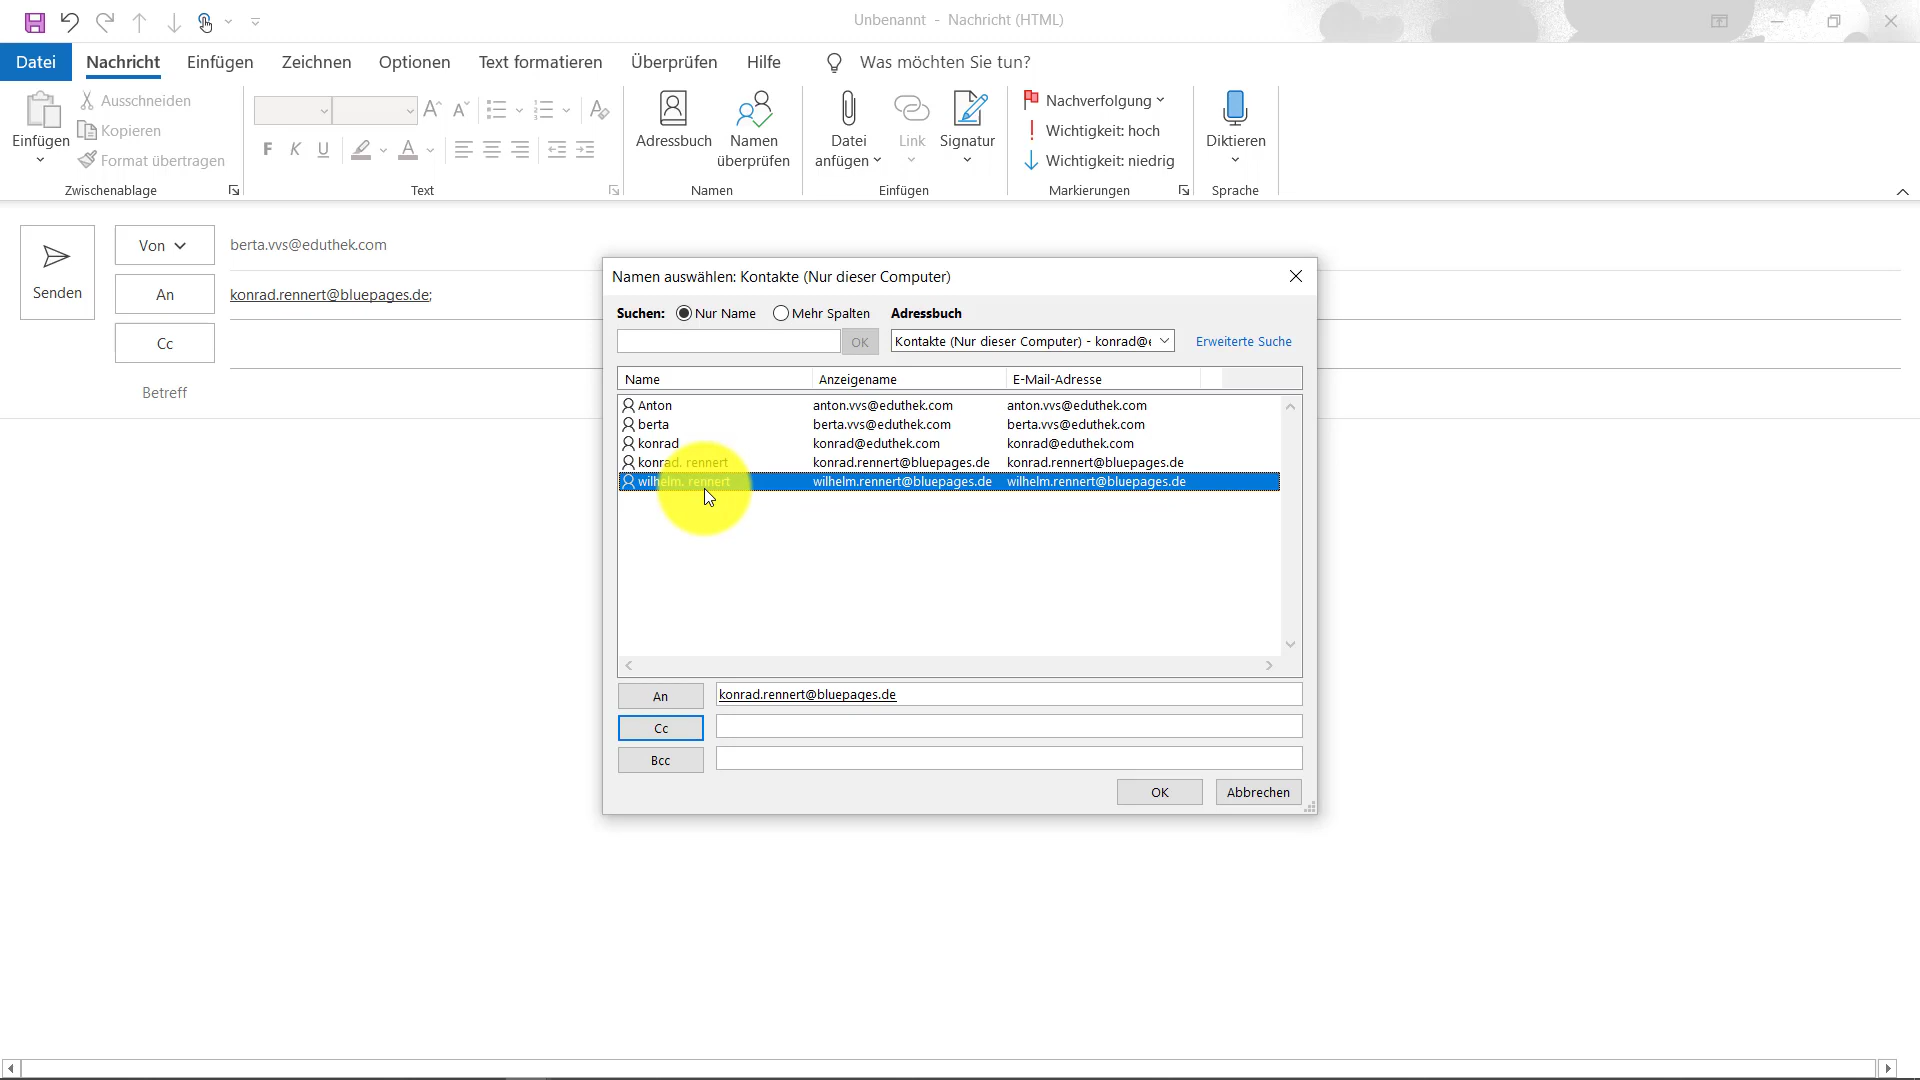 Unbenannt - Nachricht (HTML)
Datei Nachricht Einfügen Zeichnen Optionen Text formatieren Überprüfen Hilfe Was möchten Sie tun?
Einfügen
Ausschneiden
Kopieren
Format übertragen
Zwischenablage
F K U
Text
Adressbuch
Namen überprüfen
Namen
Datei anfügen
Link
Signatur
Einfügen
Nachverfolgung
Wichtigkeit: hoch
Wichtigkeit: niedrig
Markierungen
Diktieren
Sprache
Senden
Von berta.vvs@eduthek.com
An konrad.rennert@bluepages.de;
Cc
Betreff
Namen auswählen: Kontakte (Nur dieser Computer)
Suchen: Nur Name Mehr Spalten Adressbuch
OK Kontakte (Nur dieser Computer) - konrad@e Erweiterte Suche
Name Anzeigename E-Mail-Adresse
Anton anton.vvs@eduthek.com anton.vvs@eduthek.com
berta berta.vvs@eduthek.com berta.vvs@eduthek.com
konrad konrad@eduthek.com konrad@eduthek.com
konrad. rennert konrad.rennert@bluepages.de konrad.rennert@bluepages.de
wilhelm. rennert wilhelm.rennert@bluepages.de wilhelm.rennert@bluepages.de
An konrad.rennert@bluepages.de
Cc
Bcc
OK Abbrechen